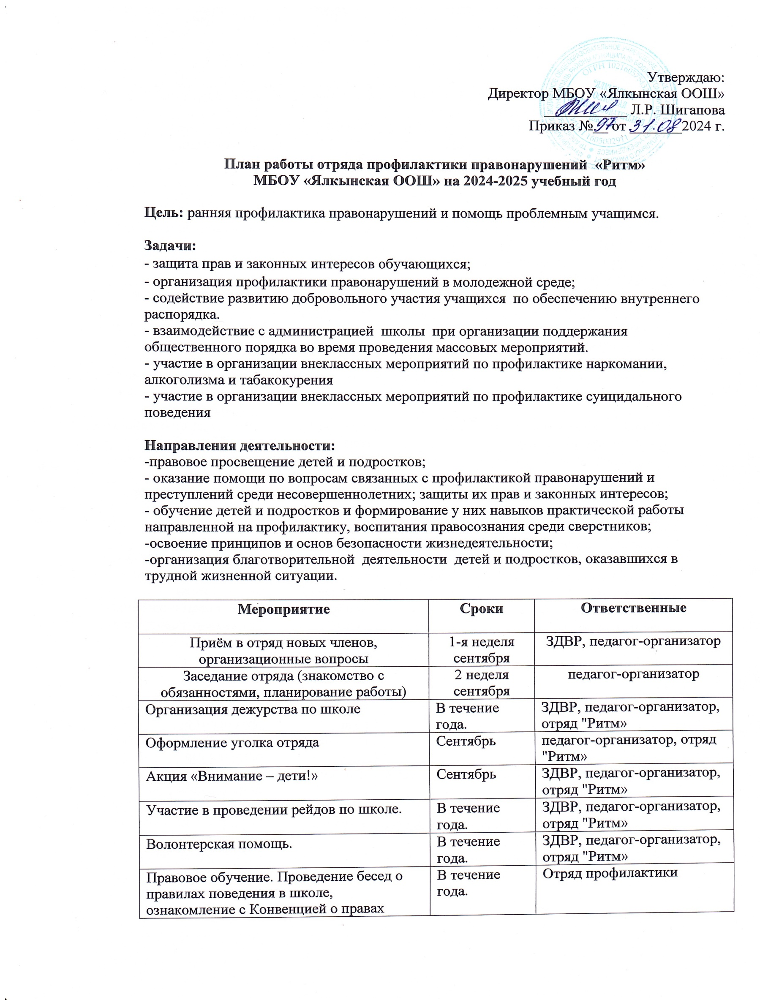 Утверждаю:
Директор МБОУ «Ялкынская ООШ»
____________ Л.Р. Шигапова
Приказ №97 от 31.08 2024 г.
ОГРН
1605002911
План работы отряда профилактики правонарушений «Ритм»
МБОУ «Ялкынская ООШ» на 2024-2025 учебный год
Цель: ранняя профилактика правонарушений и помощь проблемным учащимся.
Задачи:
- защита прав и законных интересов обучающихся;
- организация профилактики правонарушений в молодежной среде;
- содействие развитию добровольного участия учащихся по обеспечению внутреннего
распорядка.
- взаимодействие с администрацией школы при организации поддержания
общественного порядка во время проведения массовых мероприятий.
- участие в организации внеклассных мероприятий по профилактике наркомании,
алкоголизма и табакокурения
- участие в организации внеклассных мероприятий по профилактике суицидального
поведения
Направления деятельности:
-правовое просвещение детей и подростков;
- оказание помощи по вопросам связанных с профилактикой правонарушений и
преступлений среди несовершеннолетних; защиты их прав и законных интересов;
- обучение детей и подростков и формирование у них навыков практической работы
направленной на профилактику, воспитания правосознания среди сверстников;
-освоение принципов и основ безопасности жизнедеятельности;
-организация благотворительной деятельности детей и подростков, оказавшихся в
трудной жизненной ситуации.
Мероприятие Сроки Ответственные
Приём в отряд новых членов, 1-я неделя ЗДВР, педагог-организатор
организационные вопросы сентября
Заседание отряда (знакомство с 2 неделя педагог-организатор
обязанностями, планирование работы) сентября
Организация дежурства по школе В течение ЗДВР, педагог-организатор,
года. отряд "Ритм»
Оформление уголка отряда Сентябрь педагог-организатор, отряд
"Ритм»
Акция «Внимание – дети!» Сентябрь ЗДВР, педагог-организатор,
отряд "Ритм»
Участие в проведении рейдов по школе. В течение ЗДВР, педагог-организатор,
года. отряд "Ритм»
Волонтерская помощь. В течение ЗДВР, педагог-организатор,
года. отряд "Ритм»
Правовое обучение. Проведение бесед о В течение Отряд профилактики
правилах поведения в школе, года.
ознакомление с Конвенцией о правах